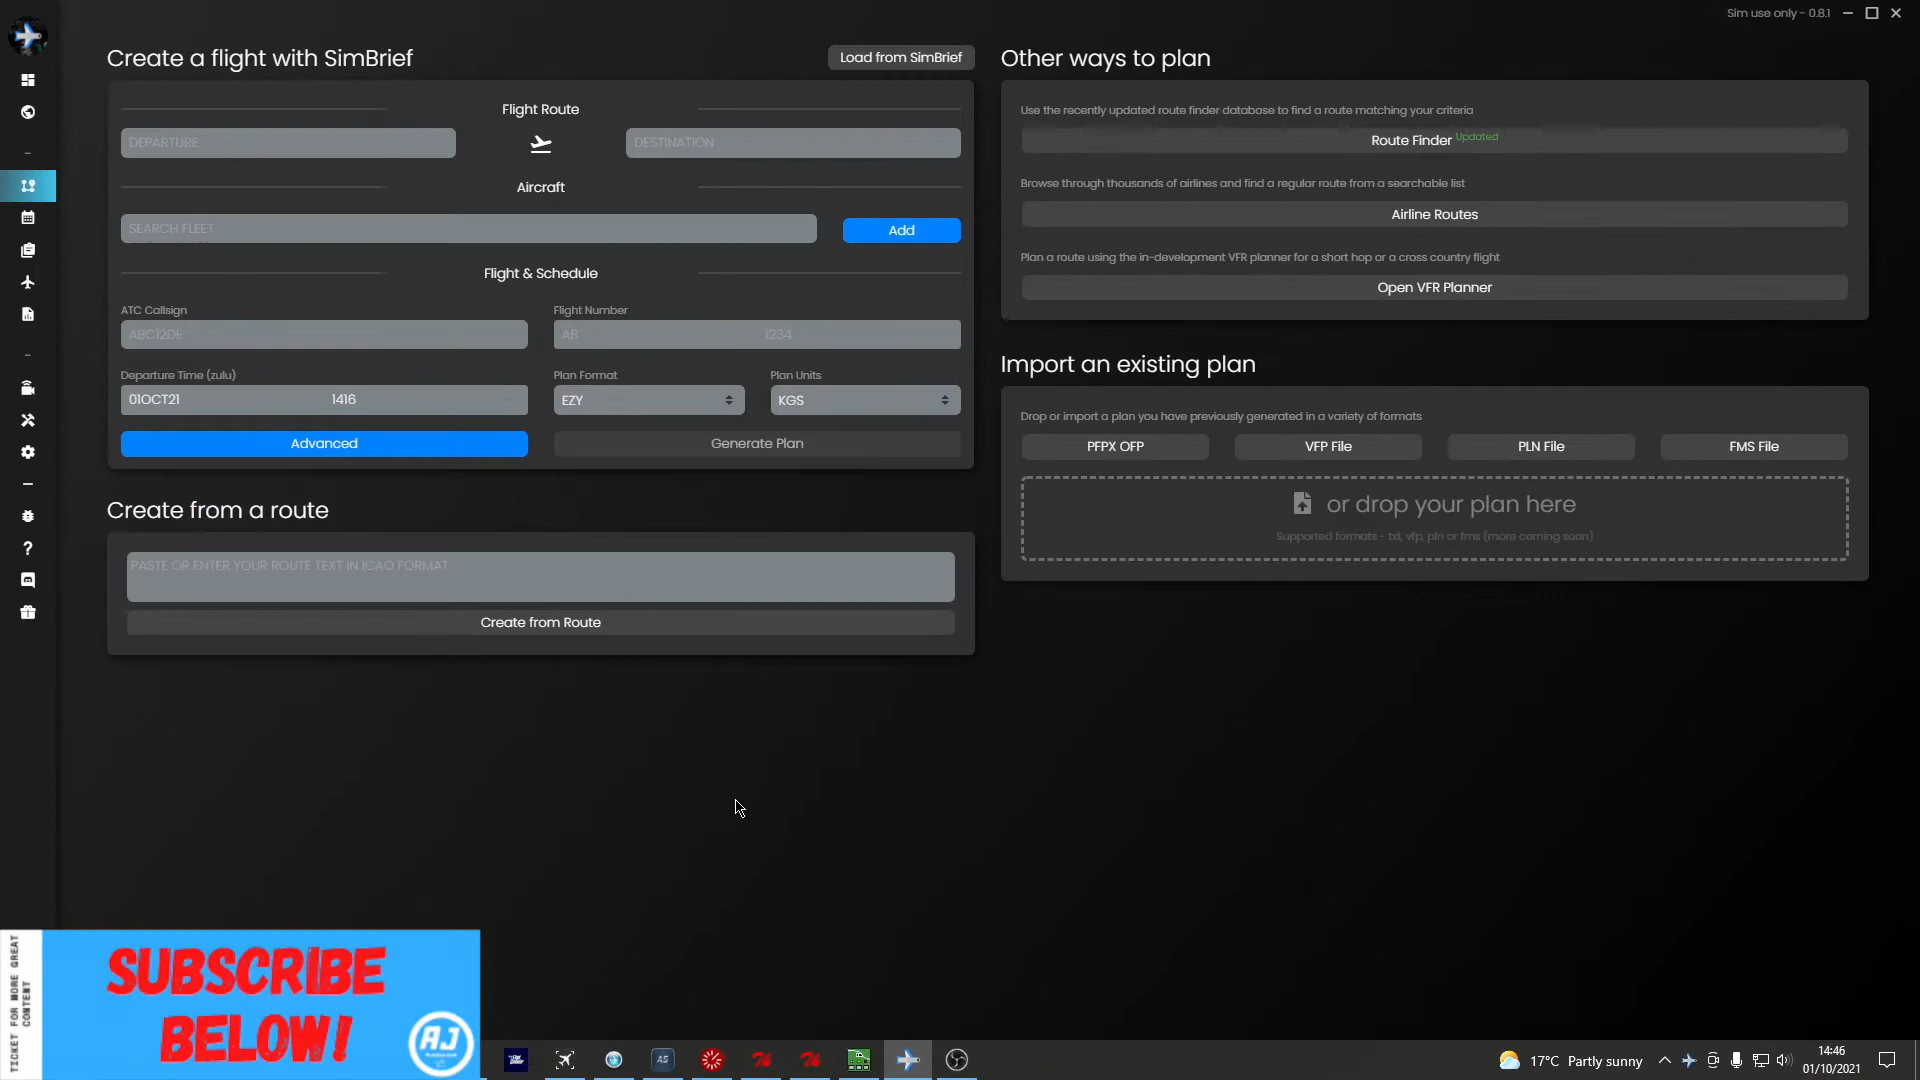 Sim use only - 0.8.1
Create a flight with SimBrief
Load from SimBrief
Flight Route
DEPARTURE
DESTINATION
Aircraft
SEARCH FLEET
Add
Flight & Schedule
ATC Callsign
Flight Number
ABC12DE
AB
1234
Departure Time (zulu)
Plan Format
Plan Units
01OCT21
1416
EZY
KGS
Advanced
Generate Plan
Create from a route
PASTE OR ENTER YOUR ROUTE TEXT IN ICAO FORMAT
Create from Route
Other ways to plan
Use the recently updated route finder database to find a route matching your criteria
Route Finder Updated
Browse through thousands of airlines and find a regular route from a searchable list
Airline Routes
Plan a route using the in-development VFR planner for a short hop or a cross country flight
Open VFR Planner
Import an existing plan
Drop or import a plan you have previously generated in a variety of formats
PFPX OFP
VFP File
PLN File
FMS File
or drop your plan here
Supported formats - txt, vfp, pln or fms (more coming soon)
TICKET FOR MORE GREAT
CONTENT
SUBSCRIBE
BELOW!
AJ
AS
17°C Partly sunny
14:46
01/10/2021